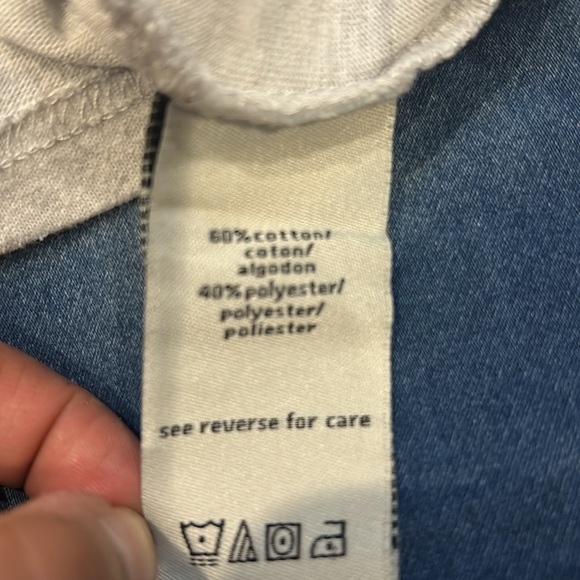 60% cotton/
coton/
algodon
40% polyester/
polyester/
poliester
see reverse for care